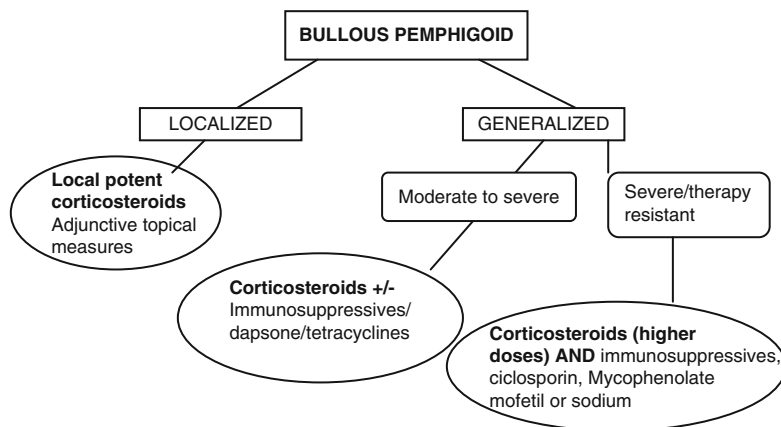 BULLOUS PEMPHIGOID
LOCALIZED
GENERALIZED
Local potent
corticosteroids
Adjunctive topical
measures
Moderate to severe
Severe/therapy
resistant
Corticosteroids +/-
Immunosuppressives/
dapsone/tetracyclines
Corticosteroids (higher
doses) AND immunosuppressives,
ciclosporin, Mycophenolate
mofetil or sodium